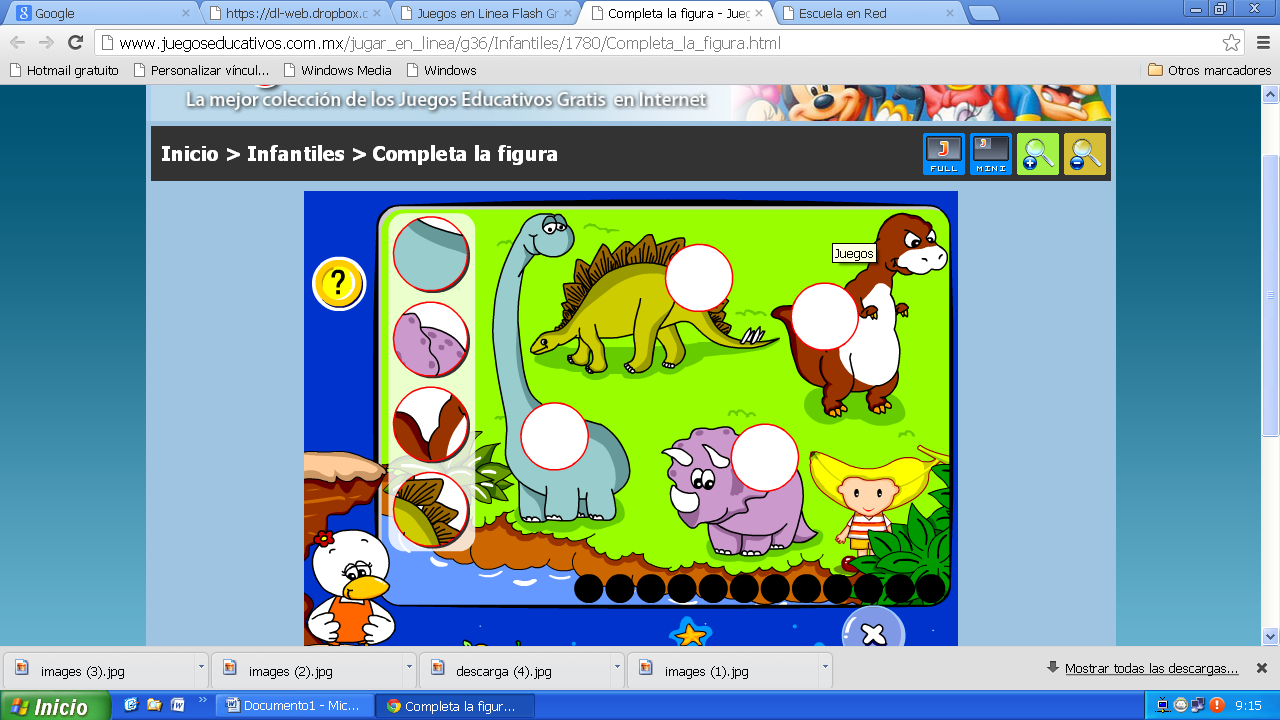 Google
https://dl-web.dropbox.c
Juegos en Linea Flash Gr
Completa la figura - Jueg
Escuela en Red
www.juegoseducativos.com.mx/jugar_en_linea/g36/Infantiles_1780/Completa_la_figura.html
Hotmail gratuito
Personalizar víncul...
Windows Media
Windows
Otros marcadores
La mejor colección de los Juegos Educativos Gratis en Internet
Inicio > Infantiles > Completa la figura
FULL
MINI
Juegos
?
images (3).jpg
images (2).jpg
descarga (4).jpg
images (1).jpg
Mostrar todas las descargas...
Inicio
Documento1 - Mic...
Completa la figur...
9:15